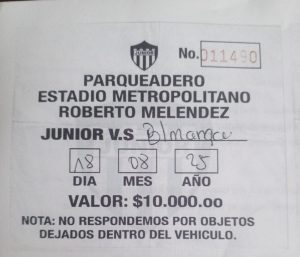 No. 011490
PARQUEADERO
ESTADIO METROPOLITANO
ROBERTO MELENDEZ
JUNIOR V.S B/manga
18 08 25
DIA MES AÑO
VALOR: $10.000.oo
NOTA: NO RESPONDEMOS POR OBJETOS
DEJADOS DENTRO DEL VEHICULO.